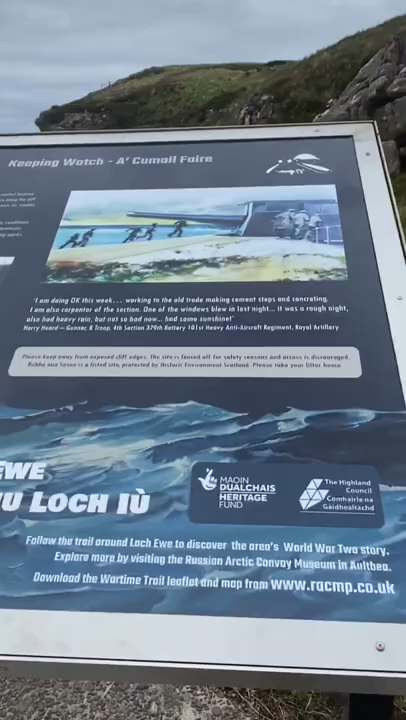 Keeping Watch - A' Cumail Faire
'I am doing OK this week... working to the old trade making cement steps and concreting.
I am also carpenter of the section. One of the windows blew in last night... it was a rough night,
also had heavy rain, but not so bad now... had some sunshine!'
Harry Heard – Gunner, B Troop, 4th Section 379th Battery 101st Heavy Anti-Aircraft Regiment, Royal Artillery
Please keep away from exposed cliff edges. The site is fenced off for safety reasons and access is discouraged.
Rubha nan Sasan is a listed site, protected by Historic Environment Scotland. Please take your litter home.
EWE
LOCH IÙ
MAOIN
DUALCHAIS
HERITAGE
FUND
The Highland
Council
Comhairle na
Gàidhealtachd
Follow the trail around Loch Ewe to discover the area's World War Two story.
Explore more by visiting the Russian Arctic Convoy Museum in Aultbea.
Download the Wartime Trail leaflet and map from www.racmp.co.uk